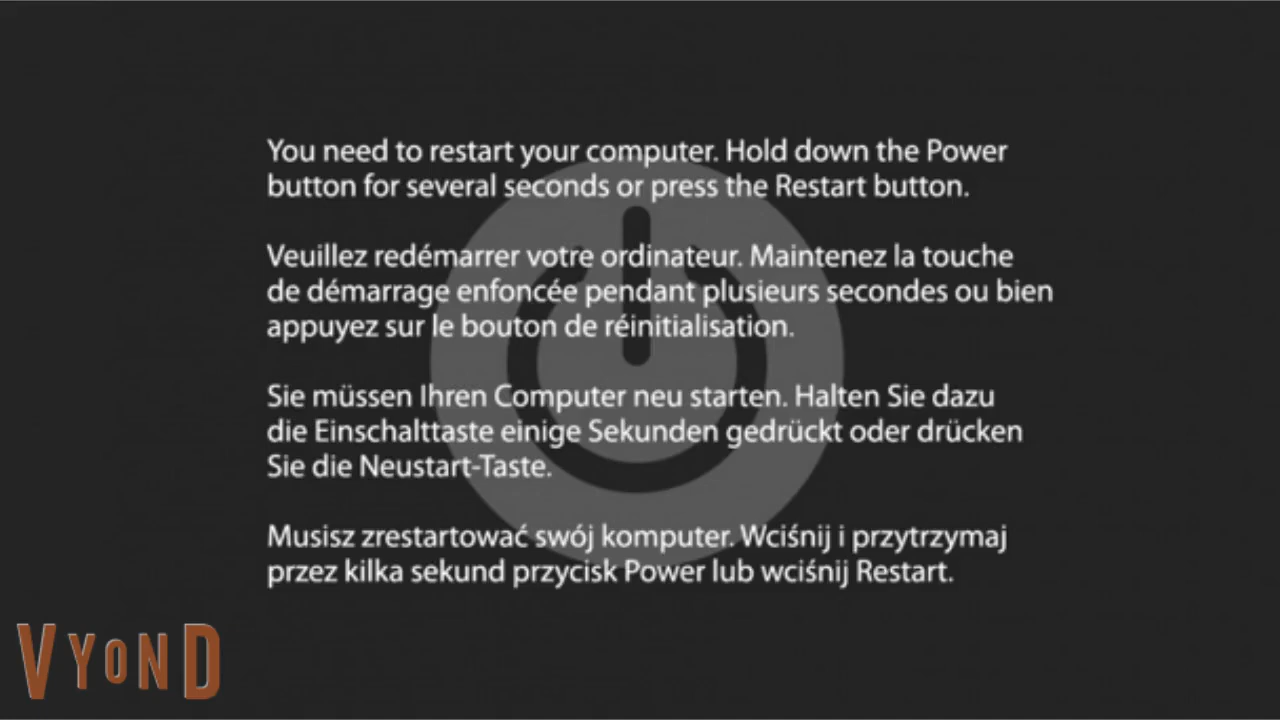 You need to restart your computer. Hold down the Power
button for several seconds or press the Restart button.
Veuillez redémarrer votre ordinateur. Maintenez la touche
de démarrage enfoncée pendant plusieurs secondes ou bien
appuyez sur le bouton de réinitialisation.
Sie müssen Ihren Computer neu starten. Halten Sie dazu
die Einschalttaste einige Sekunden gedrückt oder drücken
Sie die Neustart-Taste.
Musisz zrestartować swój komputer. Wciśnij i przytrzymaj
przez kilka sekund przycisk Power lub wciśnij Restart.
VYOND